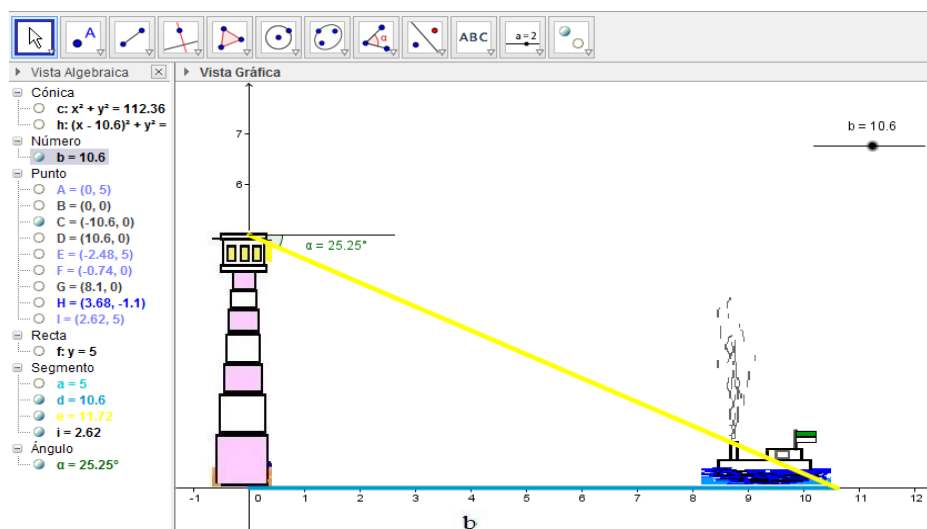 A
α
ABC
a = 2
Vista Algebraica
Vista Gráfica
Cónica
c: x² + y² = 112.36
h: (x - 10.6)² + y² =
Número
b = 10.6
Punto
A = (0, 5)
B = (0, 0)
C = (-10.6, 0)
D = (10.6, 0)
E = (-2.48, 5)
F = (-0.74, 0)
G = (8.1, 0)
H = (3.68, -1.1)
I = (2.62, 5)
Recta
f: y = 5
Segmento
a = 5
d = 10.6
e = 11.72
i = 2.62
Ángulo
α = 25.25°
b = 10.6
7
6
α = 25.25°
-1 0 1 2 3 4 5 6 7 8 9 10 11 12
b